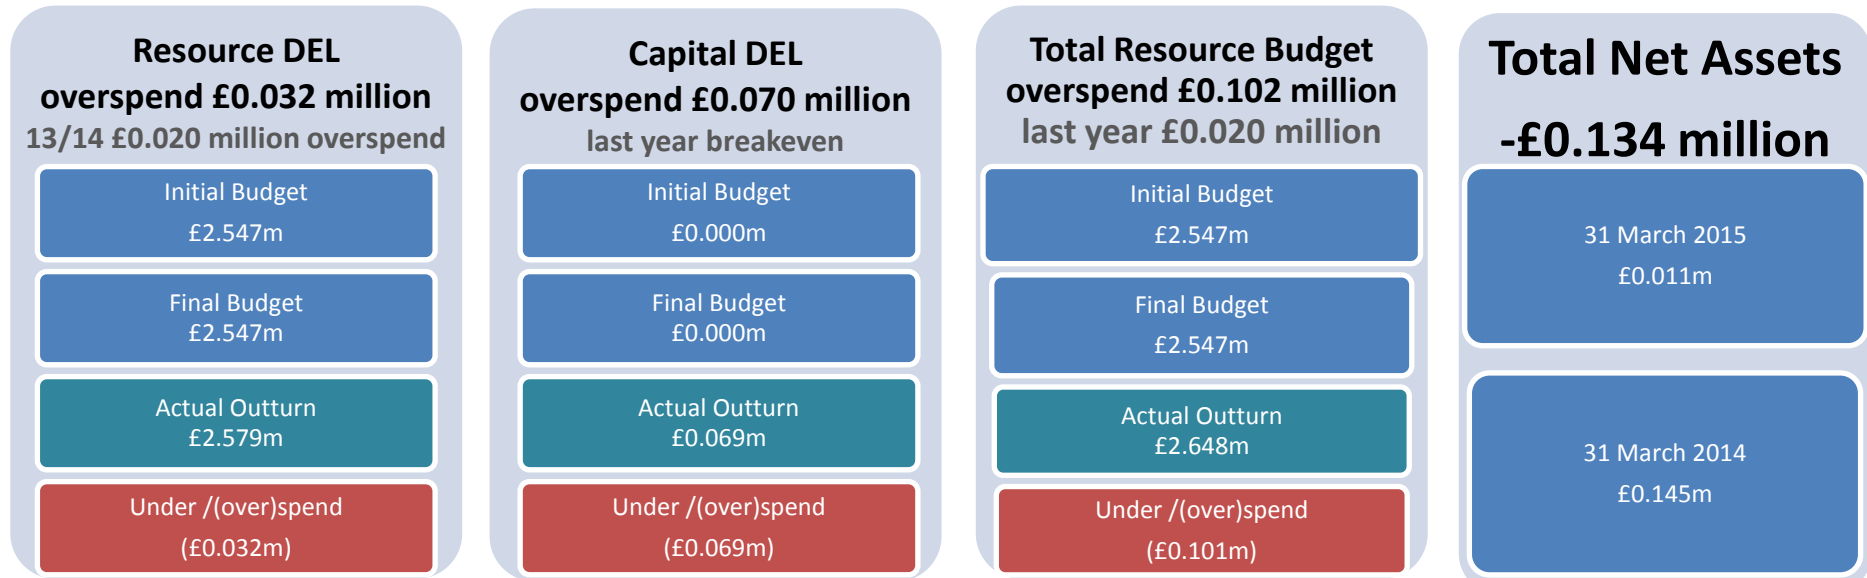 Resource DEL
overspend £0.032 million
13/14 £0.020 million overspend
Initial Budget
£2.547m
Final Budget
£2.547m
Actual Outturn
£2.579m
Under /(over)spend
(£0.032m)
Capital DEL
overspend £0.070 million
last year breakeven
Initial Budget
£0.000m
Final Budget
£0.000m
Actual Outturn
£0.069m
Under /(over)spend
(£0.069m)
Total Resource Budget
overspend £0.102 million
last year £0.020 million
Initial Budget
£2.547m
Final Budget
£2.547m
Actual Outturn
£2.648m
Under /(over)spend
(£0.101m)
Total Net Assets
-£0.134 million
31 March 2015
£0.011m
31 March 2014
£0.145m